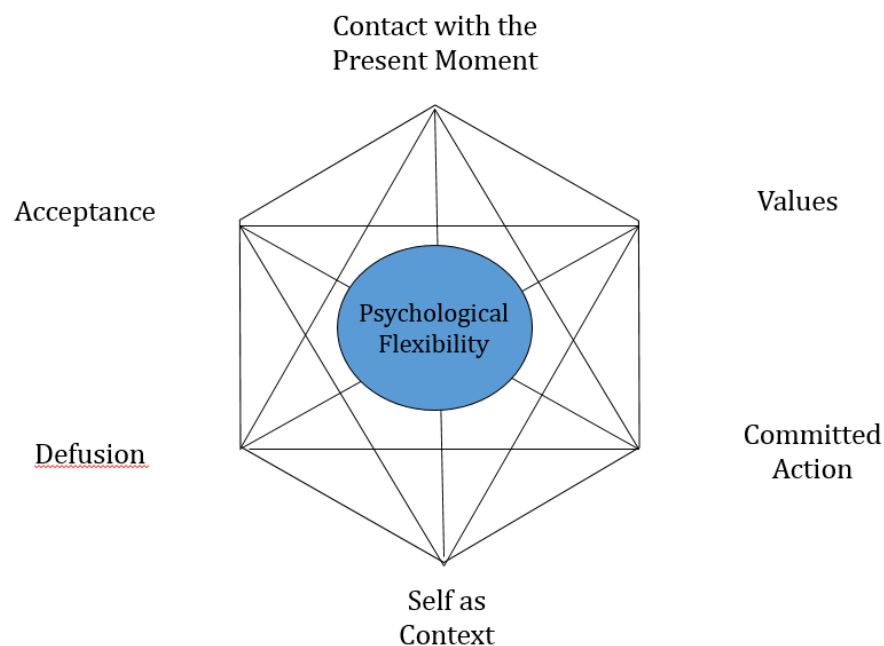 Contact with the
Present Moment
Acceptance
Values
Psychological
Flexibility
Defusion
Committed
Action
Self as
Context